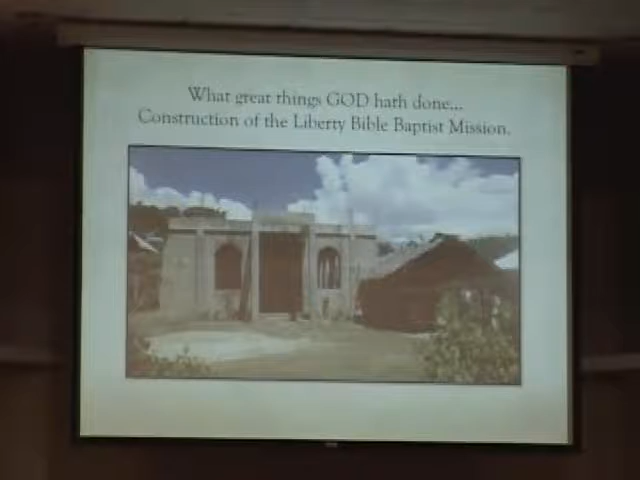 What great things GOD hath done...
Construction of the Liberty Bible Baptist Mission.